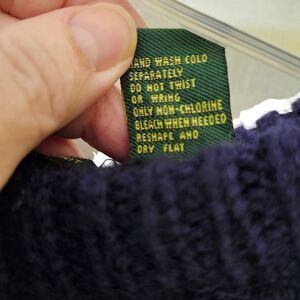 HAND WASH COLD
SEPARATELY
DO NOT TWIST
OR WRING
ONLY NON-CHLORINE
BLEACH WHEN NEEDED
RESHAPE AND
DRY FLAT